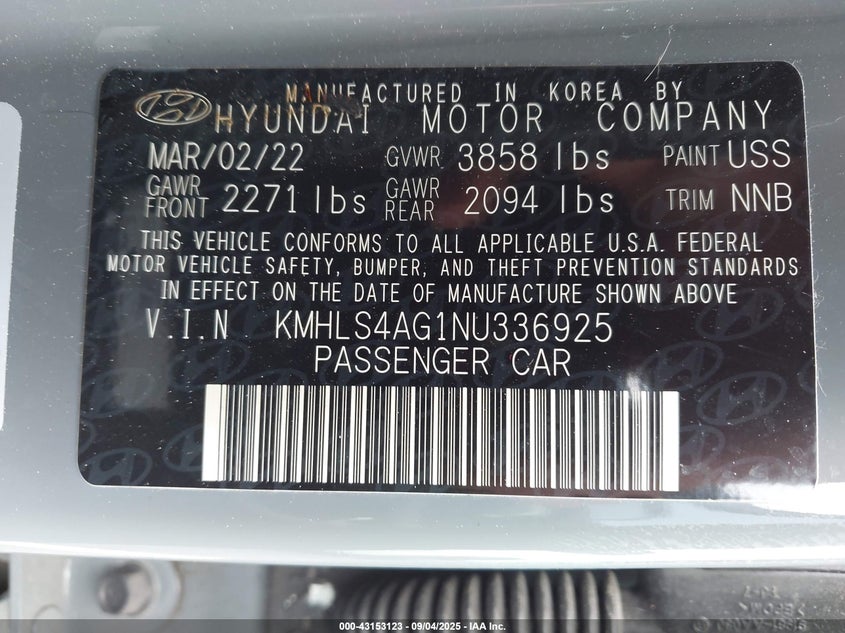 MANUFACTURED IN KOREA BY
HYUNDAI MOTOR COMPANY
MAR/02/22 GVWR 3858 lbs PAINT USS
GAWR FRONT 2271 lbs GAWR REAR 2094 lbs TRIM NNB
THIS VEHICLE CONFORMS TO ALL APPLICABLE U.S.A. FEDERAL
MOTOR VEHICLE SAFETY, BUMPER, AND THEFT PREVENTION STANDARDS
IN EFFECT ON THE DATE OF MANUFACTURE SHOWN ABOVE
V.I.N KMHLS4AG1NU336925
PASSENGER CAR
000-43153123 - 09/04/2025 - IAA Inc.